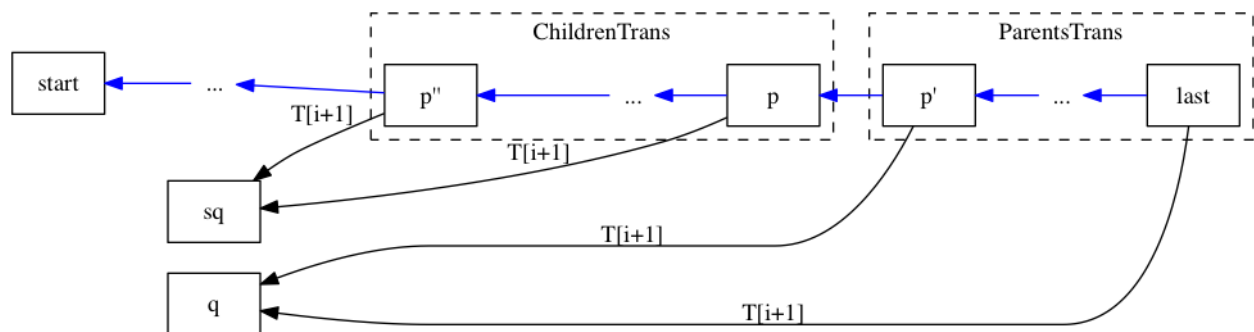 ChildrenTrans
ParentsTrans
start
...
p''
...
p
p'
...
last
T[i+1]
T[i+1]
sq
T[i+1]
q
T[i+1]